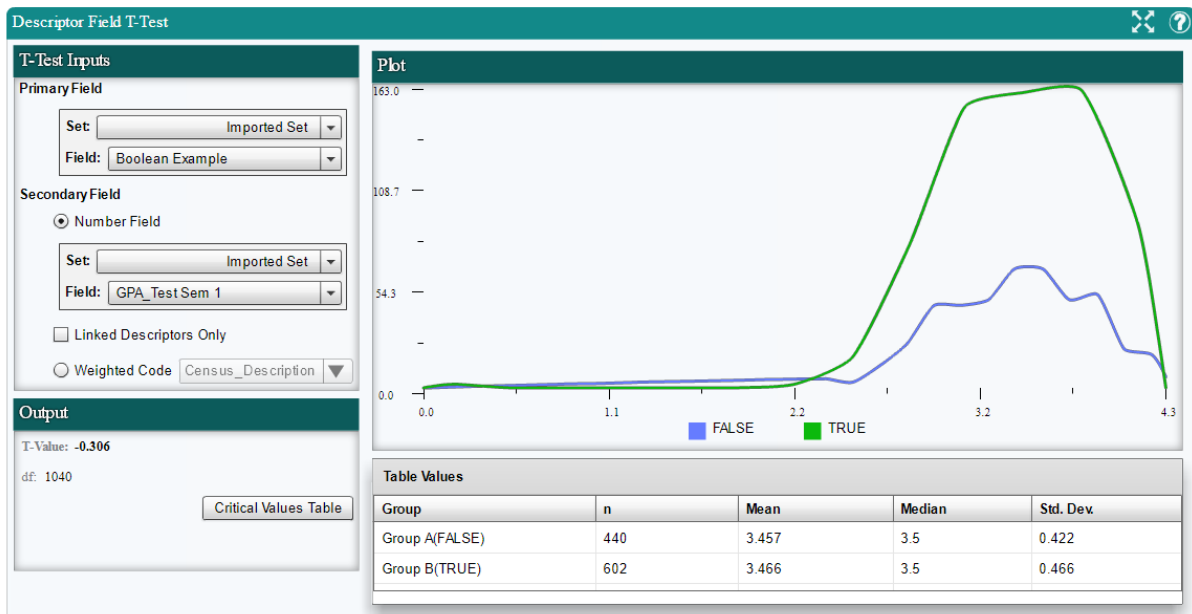 Descriptor Field T-Test
T-Test Inputs
Primary Field
Set: Imported Set
Field: Boolean Example
Secondary Field
Number Field
Set: Imported Set
Field: GPA_Test Sem 1
Linked Descriptors Only
Weighted Code Census_Description
Output
T-Value: -0.306
df: 1040
Critical Values Table
Plot
163.0
108.7
54.3
0.0
0.0 1.1 2.2 3.2 4.3
FALSE TRUE
Table Values
Group n Mean Median Std. Dev.
Group A(FALSE) 440 3.457 3.5 0.422
Group B(TRUE) 602 3.466 3.5 0.466